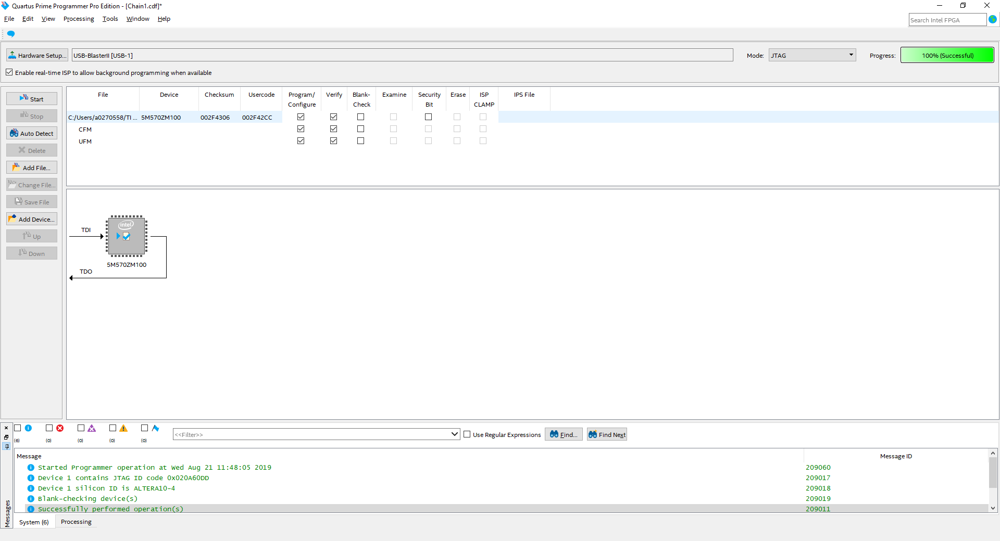 Quartus Prime Programmer Pro Edition - [Chain1.cdf]*
File Edit View Processing Tools Window Help
Search Intel FPGA
Hardware Setup... USB-BlasterII [USB-1] Mode: JTAG Progress: 100% (Successful)
Enable real-time ISP to allow background programming when available
Start
Stop
Auto Detect
Delete
Add File...
Change File...
Save File
Add Device...
Up
Down
File Device Checksum Usercode Program/ Verify Blank- Examine Security Erase ISP IPS File
Configure Check Bit CLAMP
C:/Users/a0270558/TI ... 5M570ZM100 002F4306 002F42CC
CFM
UFM
intel
TDI
5M570ZM100
TDO
(6) (0) (0) (0) (0)
<<Filter>> Use Regular Expressions Find... Find Next
Message Message ID
Started Programmer operation at Wed Aug 21 11:48:05 2019 209060
Device 1 contains JTAG ID code 0x020A60DD 209017
Device 1 silicon ID is ALTERA10-4 209018
Blank-checking device(s) 209019
Successfully performed operation(s) 209011
Messages
System (6) Processing